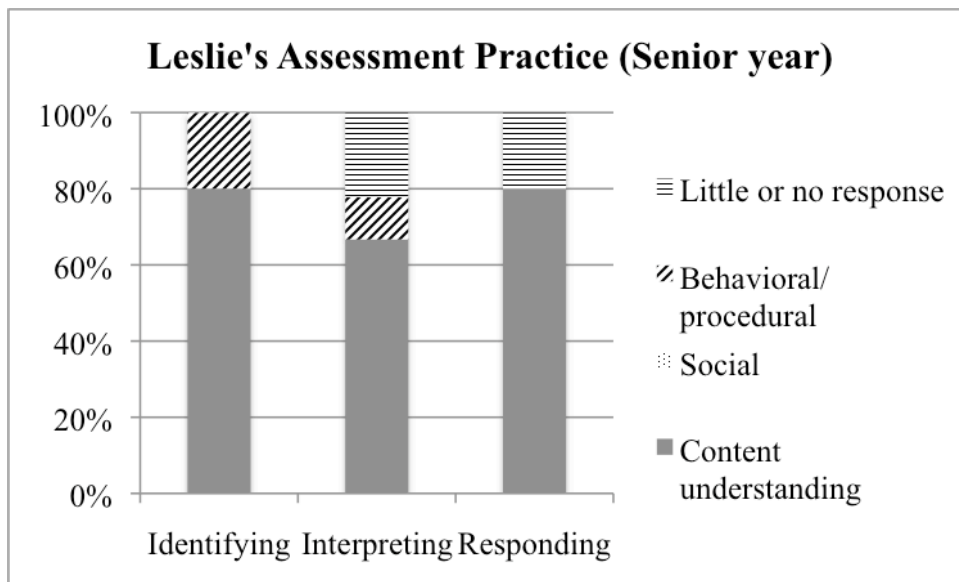 Leslie's Assessment Practice (Senior year)
100%
80%
60%
40%
20%
0%
Identifying Interpreting Responding
Little or no response
Behavioral/
procedural
Social
Content
understanding